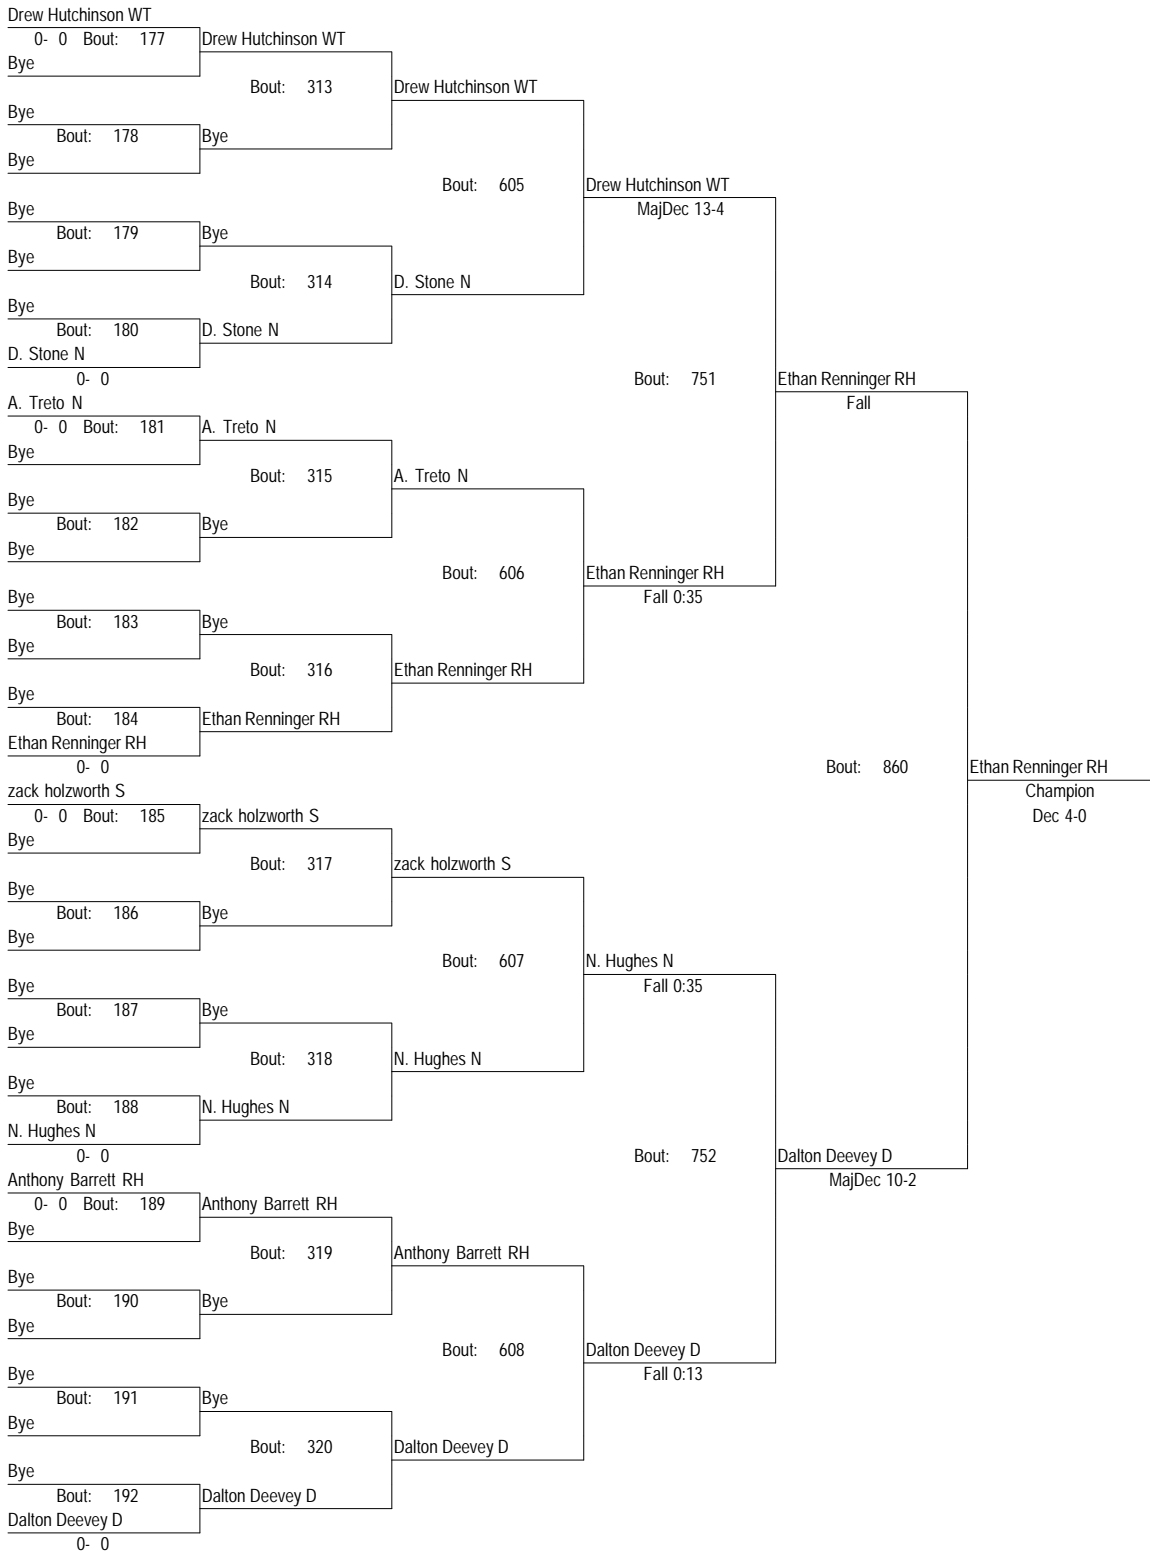 Drew Hutchinson WT
0- 0 Bout: 177 Drew Hutchinson WT
Bye
Bout: 313 Drew Hutchinson WT
Bye
Bout: 178 Bye
Bye
Bout: 605 Drew Hutchinson WT
Bye MajDec 13-4
Bout: 179 Bye
Bye
Bout: 314 D. Stone N
Bye
Bout: 180 D. Stone N
D. Stone N
0- 0 Bout: 751 Ethan Renninger RH
A. Treto N Fall
0- 0 Bout: 181 A. Treto N
Bye
Bout: 315 A. Treto N
Bye
Bout: 182 Bye
Bye
Bout: 606 Ethan Renninger RH
Bye Fall 0:35
Bout: 183 Bye
Bye
Bout: 316 Ethan Renninger RH
Bye
Bout: 184 Ethan Renninger RH
Ethan Renninger RH
0- 0 Bout: 860 Ethan Renninger RH
zack holzworth S Champion
0- 0 Bout: 185 zack holzworth S Dec 4-0
Bye
Bout: 317 zack holzworth S
Bye
Bout: 186 Bye
Bye
Bout: 607 N. Hughes N
Bye Fall 0:35
Bout: 187 Bye
Bye
Bout: 318 N. Hughes N
Bye
Bout: 188 N. Hughes N
N. Hughes N
0- 0 Bout: 752 Dalton Deevey D
Anthony Barrett RH MajDec 10-2
0- 0 Bout: 189 Anthony Barrett RH
Bye
Bout: 319 Anthony Barrett RH
Bye
Bout: 190 Bye
Bye
Bout: 608 Dalton Deevey D
Bye Fall 0:13
Bout: 191 Bye
Bye
Bout: 320 Dalton Deevey D
Bye
Bout: 192 Dalton Deevey D
Dalton Deevey D
0- 0